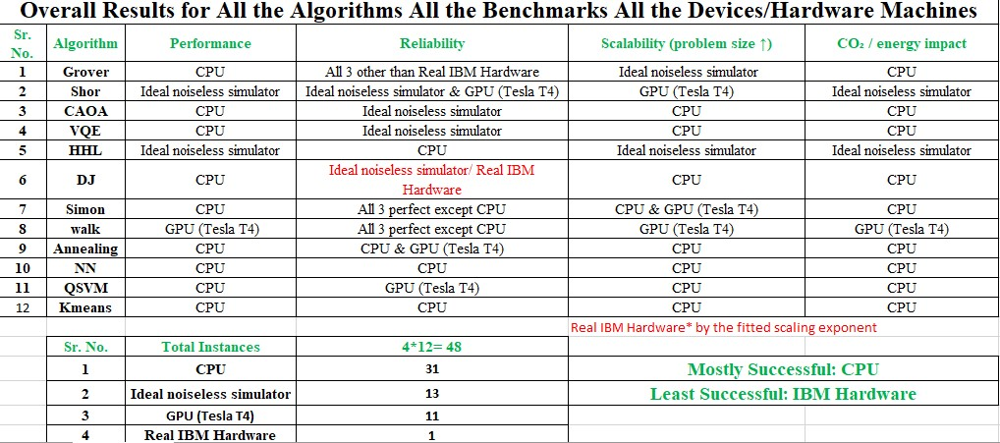 Overall Results for All the Algorithms All the Benchmarks All the Devices/Hardware Machines
Sr. No. Algorithm Performance Reliability Scalability (problem size ↑) CO₂ / energy impact
1 Grover CPU All 3 other than Real IBM Hardware Ideal noiseless simulator CPU
2 Shor Ideal noiseless simulator Ideal noiseless simulator & GPU (Tesla T4) GPU (Tesla T4) Ideal noiseless simulator
3 CAOA CPU Ideal noiseless simulator CPU CPU
4 VQE CPU Ideal noiseless simulator CPU CPU
5 HHL Ideal noiseless simulator CPU Ideal noiseless simulator Ideal noiseless simulator
6 DJ CPU Ideal noiseless simulator/ Real IBM Hardware CPU CPU
7 Simon CPU All 3 perfect except CPU CPU & GPU (Tesla T4) CPU
8 walk GPU (Tesla T4) All 3 perfect except CPU GPU (Tesla T4) GPU (Tesla T4)
9 Annealing CPU CPU & GPU (Tesla T4) CPU CPU
10 NN CPU CPU CPU CPU
11 QSVM CPU GPU (Tesla T4) CPU CPU
12 Kmeans CPU CPU CPU CPU
Real IBM Hardware* by the fitted scaling exponent
Sr. No. Total Instances 4*12= 48
1 CPU 31 Mostly Successful: CPU
2 Ideal noiseless simulator 13 Least Successful: IBM Hardware
3 GPU (Tesla T4) 11
4 Real IBM Hardware 1